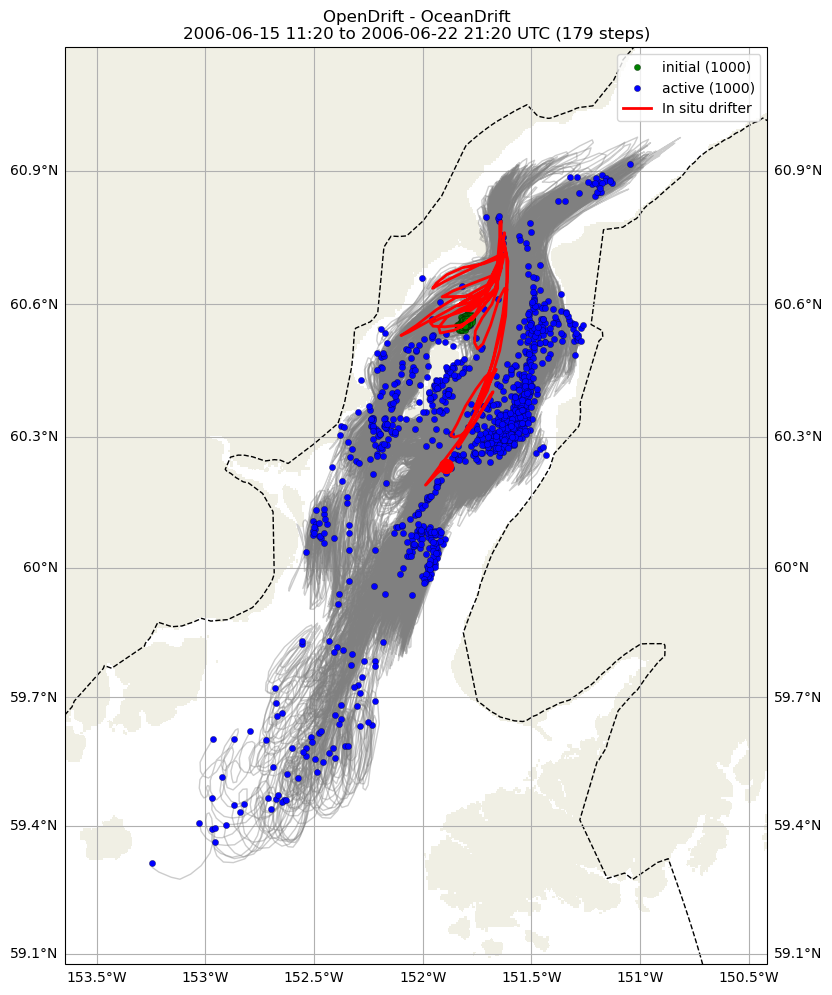 OpenDrift - OceanDrift
2006-06-15 11:20 to 2006-06-22 21:20 UTC (179 steps)
initial (1000)
active (1000)
In situ drifter
60.9°N
60.9°N
60.6°N
60.6°N
60.3°N
60.3°N
60°N
60°N
59.7°N
59.7°N
59.4°N
59.4°N
59.1°N
59.1°N
153.5°W
153°W
152.5°W
152°W
151.5°W
151°W
150.5°W